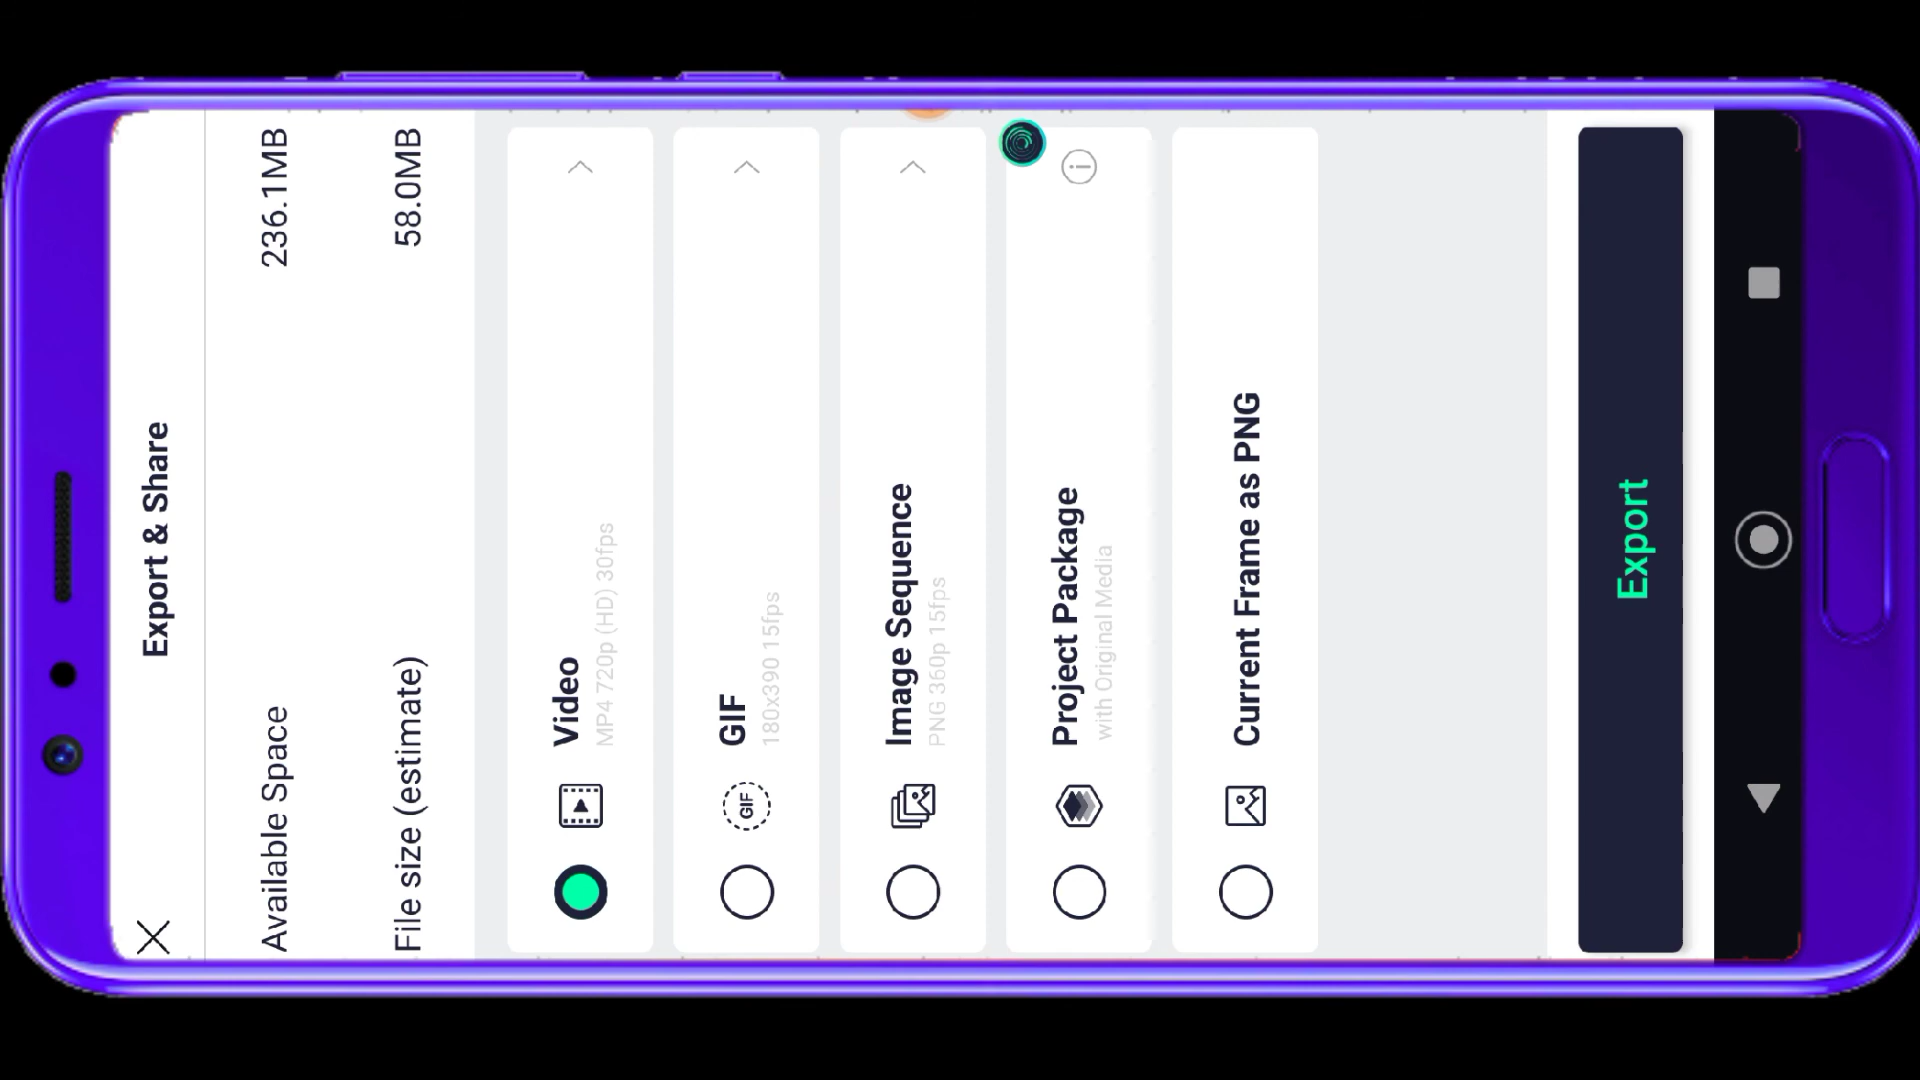 Export & Share
Available Space 236.1MB
File size (estimate) 58.0MB
Video
MP4 720p (HD) 30fps
GIF
GIF
180x390 15fps
Image Sequence
PNG 360p 15fps
Project Package
with Original Media
Current Frame as PNG
Export